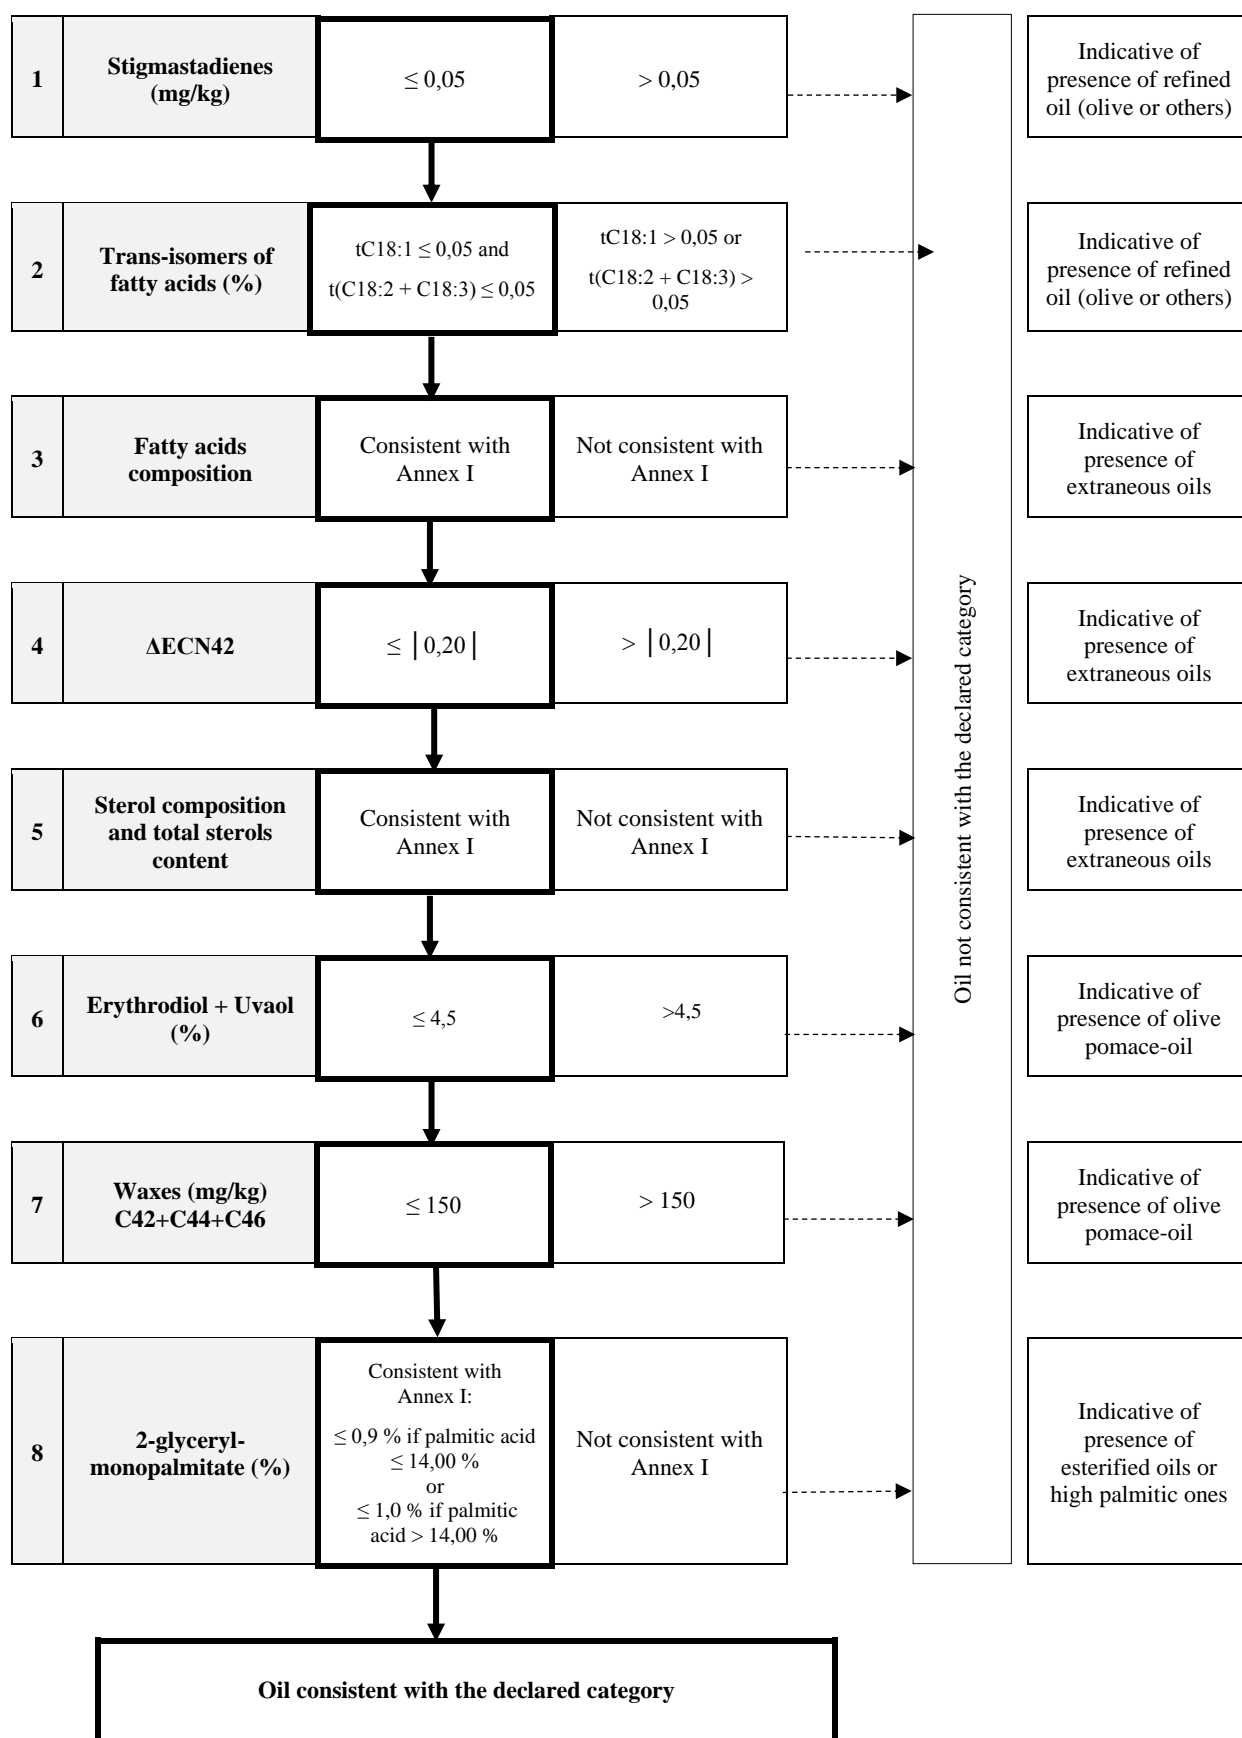 1
Stigmastadienes
(mg/kg)
≤ 0,05
> 0,05
Indicative of
presence of refined
oil (olive or others)
2
Trans-isomers of
fatty acids (%)
tC18:1 ≤ 0,05 and
t(C18:2 + C18:3) ≤ 0,05
tC18:1 > 0,05 or
t(C18:2 + C18:3) >
0,05
Indicative of
presence of refined
oil (olive or others)
3
Fatty acids
composition
Consistent with
Annex I
Not consistent with
Annex I
Indicative of
presence of
extraneous oils
4
ΔECN42
≤ |0,20|
> |0,20|
Indicative of
presence of
extraneous oils
5
Sterol composition
and total sterols
content
Consistent with
Annex I
Not consistent with
Annex I
Indicative of
presence of
extraneous oils
6
Erythrodiol + Uvaol
(%)
≤ 4,5
>4,5
Indicative of
presence of olive
pomace-oil
7
Waxes (mg/kg)
C42+C44+C46
≤ 150
> 150
Indicative of
presence of olive
pomace-oil
8
2-glyceryl-
monopalmitate (%)
Consistent with
Annex I:
≤ 0,9 % if palmitic acid
≤ 14,00 %
or
≤ 1,0 % if palmitic
acid > 14,00 %
Not consistent with
Annex I
Indicative of
presence of
esterified oils or
high palmitic ones
Oil not consistent with the declared category
Oil consistent with the declared category